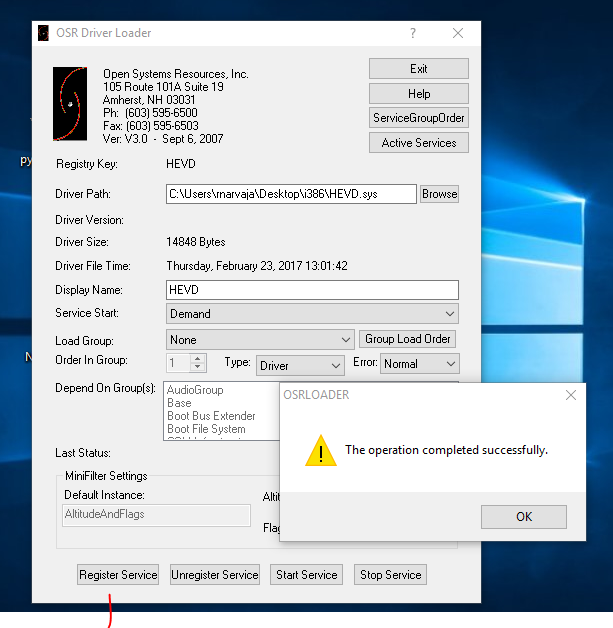 OSR Driver Loader
Open Systems Resources, Inc.
105 Route 101A Suite 19
Amherst, NH 03031
Ph:  (603) 595-6500
Fax: (603) 595-6503
Ver: V3.0  -  Sept 6, 2007
Exit
Help
ServiceGroupOrder
Active Services
Registry Key: HEVD
Driver Path: C:\Users\rnarvaja\Desktop\i386\HEVD.sys Browse
Driver Version:
Driver Size: 14848 Bytes
Driver File Time: Thursday, February 23, 2017 13:01:42
Display Name: HEVD
Service Start: Demand
Load Group: None Group Load Order
Order In Group: 1 Type: Driver Error: Normal
Depend On Group(s): AudioGroup
Base
Boot Bus Extender
Boot File System
Last Status:
MiniFilter Settings
Default Instance:
AltitudeAndFlags
OSRLOADER
The operation completed successfully.
OK
Register Service Unregister Service Start Service Stop Service